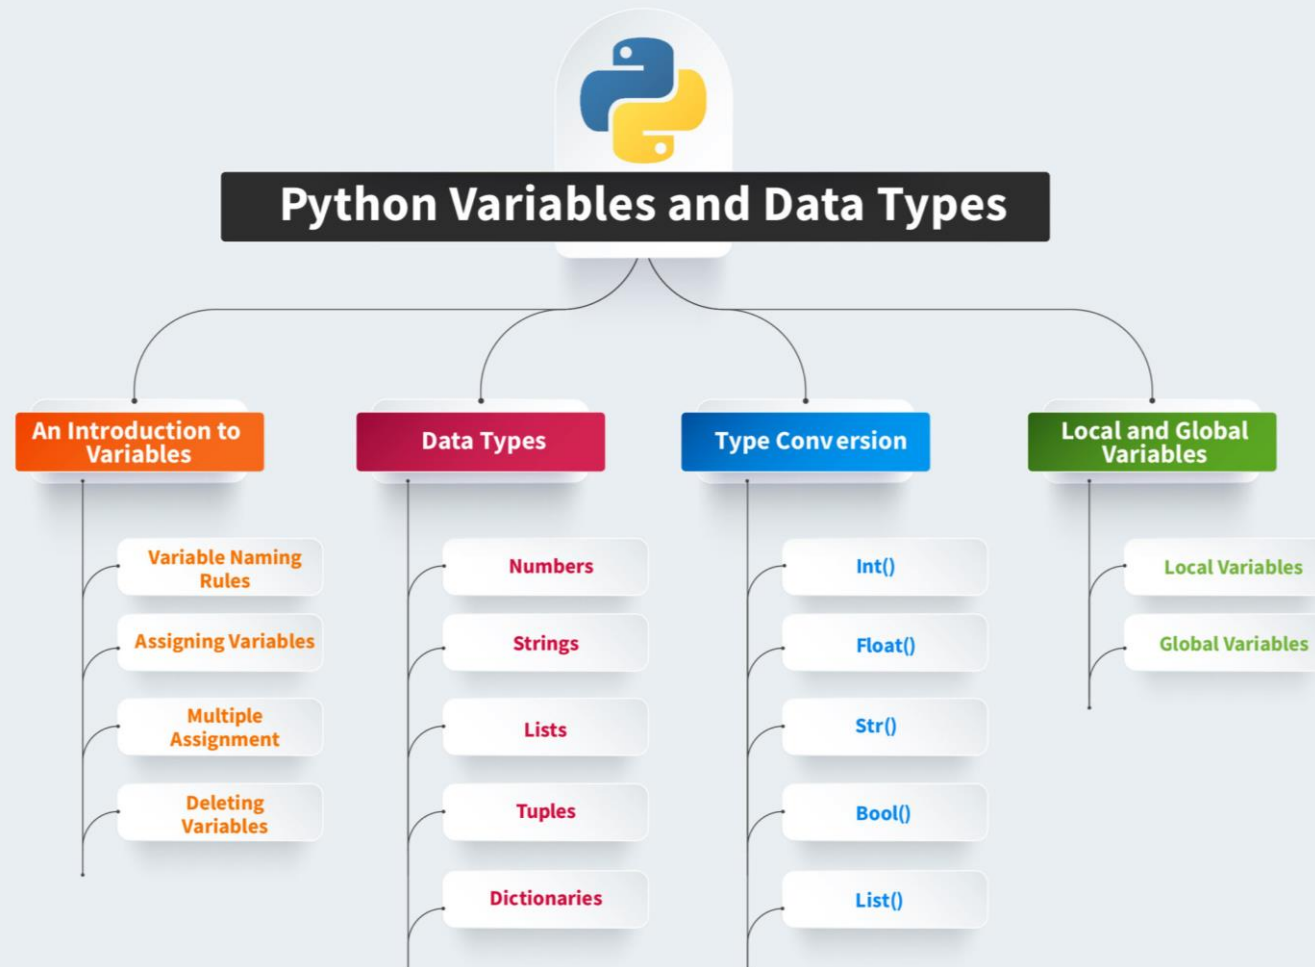 Python Variables and Data Types
An Introduction to
Variables
Variable Naming
Rules
Assigning Variables
Multiple
Assignment
Deleting
Variables
Data Types
Numbers
Strings
Lists
Tuples
Dictionaries
Type Conversion
Int()
Float()
Str()
Bool()
List()
Local and Global
Variables
Local Variables
Global Variables